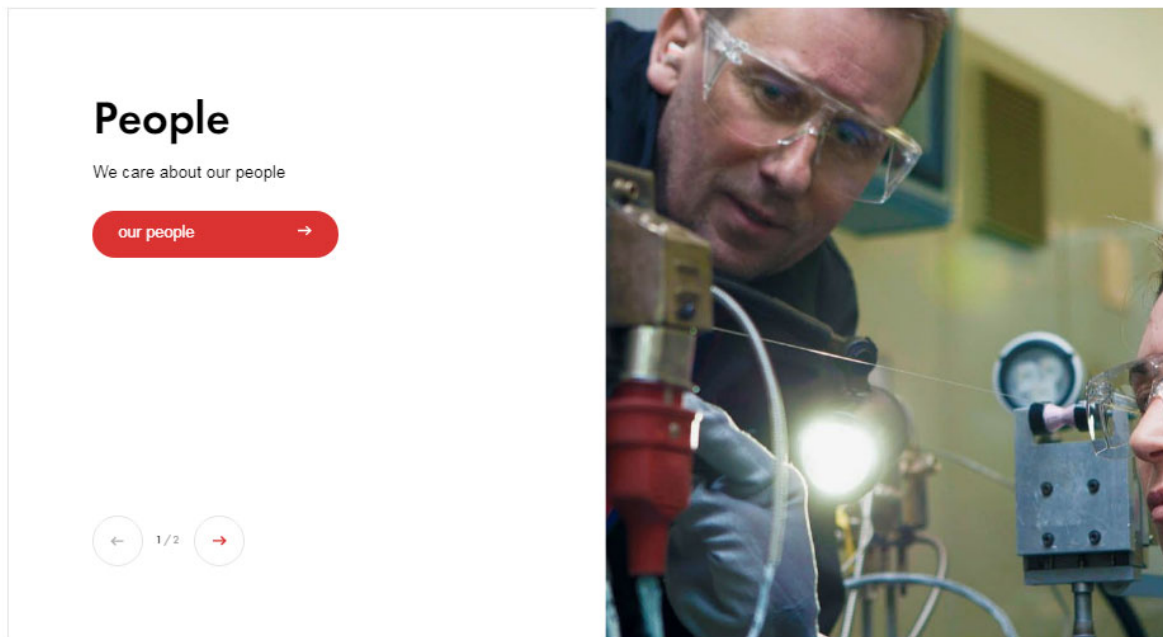 People
We care about our people
our people →
← 1 / 2 →